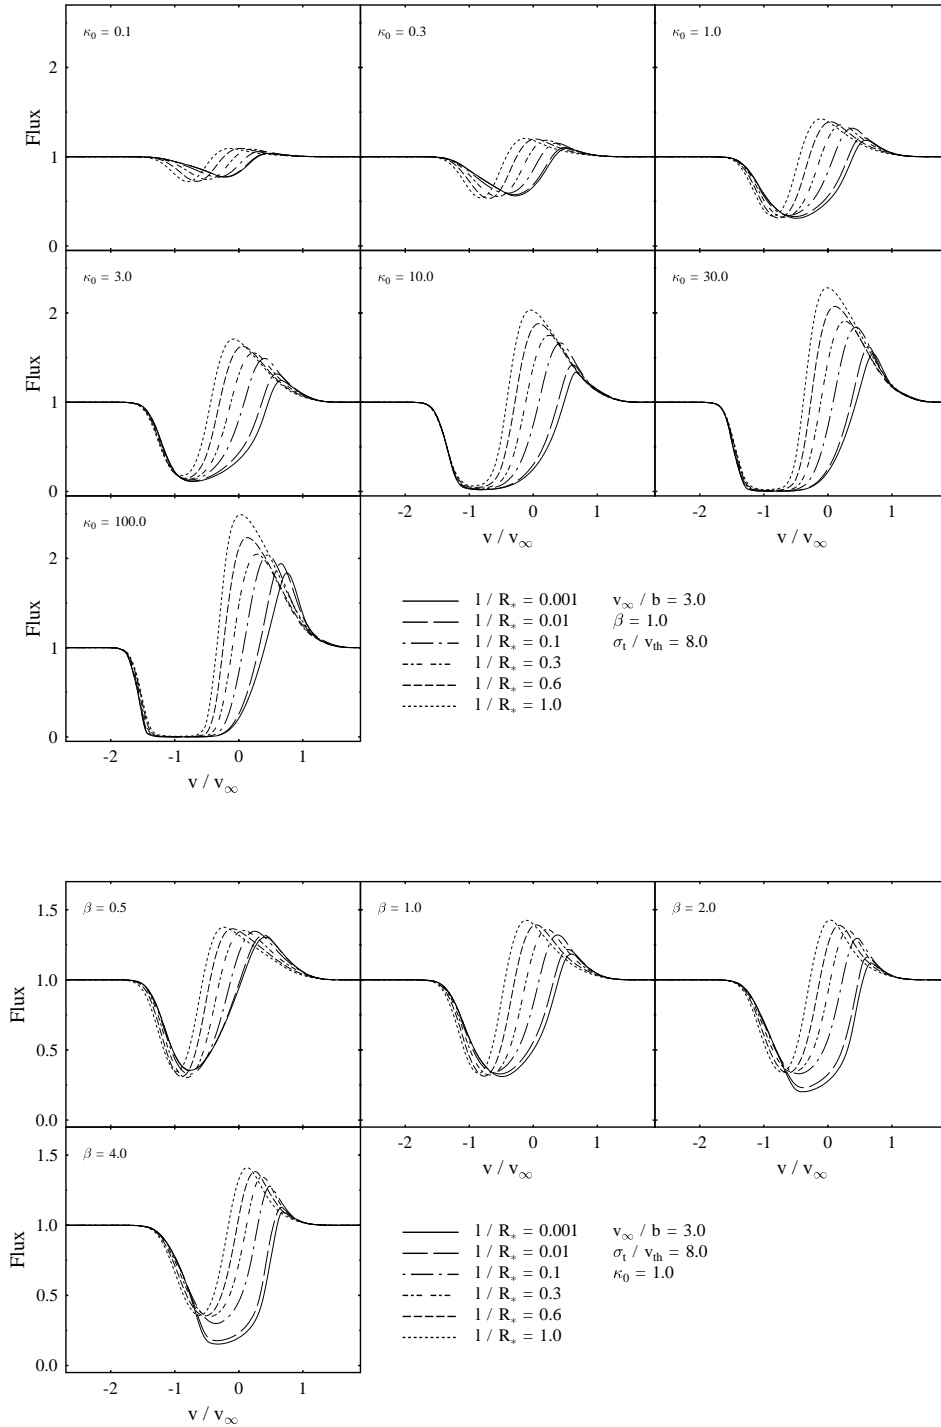 κ₀ = 0.1
κ₀ = 0.3
κ₀ = 1.0
2
1
0
Flux
κ₀ = 3.0
κ₀ = 10.0
κ₀ = 30.0
2
1
0
Flux
-2 -1 0 1
v / v∞
-2 -1 0 1
v / v∞
κ₀ = 100.0
2
1
0
Flux
-2 -1 0 1
v / v∞
l / R* = 0.001 v∞ / b = 3.0
l / R* = 0.01 β = 1.0
l / R* = 0.1 σt / vth = 8.0
l / R* = 0.3
l / R* = 0.6
l / R* = 1.0
β = 0.5
β = 1.0
β = 2.0
1.5
1.0
0.5
0.0
Flux
-2 -1 0 1
v / v∞
-2 -1 0 1
v / v∞
β = 4.0
1.5
1.0
0.5
0.0
Flux
-2 -1 0 1
v / v∞
l / R* = 0.001 v∞ / b = 3.0
l / R* = 0.01 σt / vth = 8.0
l / R* = 0.1 κ₀ = 1.0
l / R* = 0.3
l / R* = 0.6
l / R* = 1.0